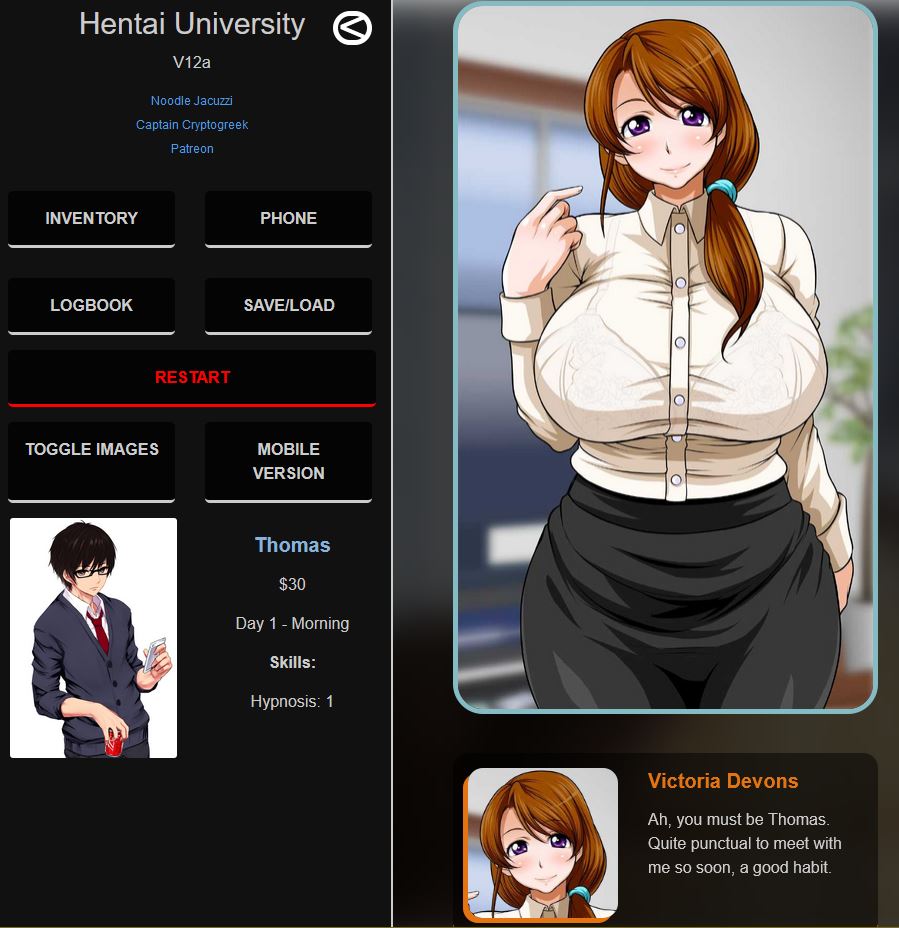 Hentai University
V12a
Noodle Jacuzzi
Captain Cryptogreek
Patreon
INVENTORY
PHONE
LOGBOOK
SAVE/LOAD
RESTART
TOGGLE IMAGES
MOBILE
VERSION
Thomas
$30
Day 1 - Morning
Skills:
Hypnosis: 1
Victoria Devons
Ah, you must be Thomas.
Quite punctual to meet with
me so soon, a good habit.